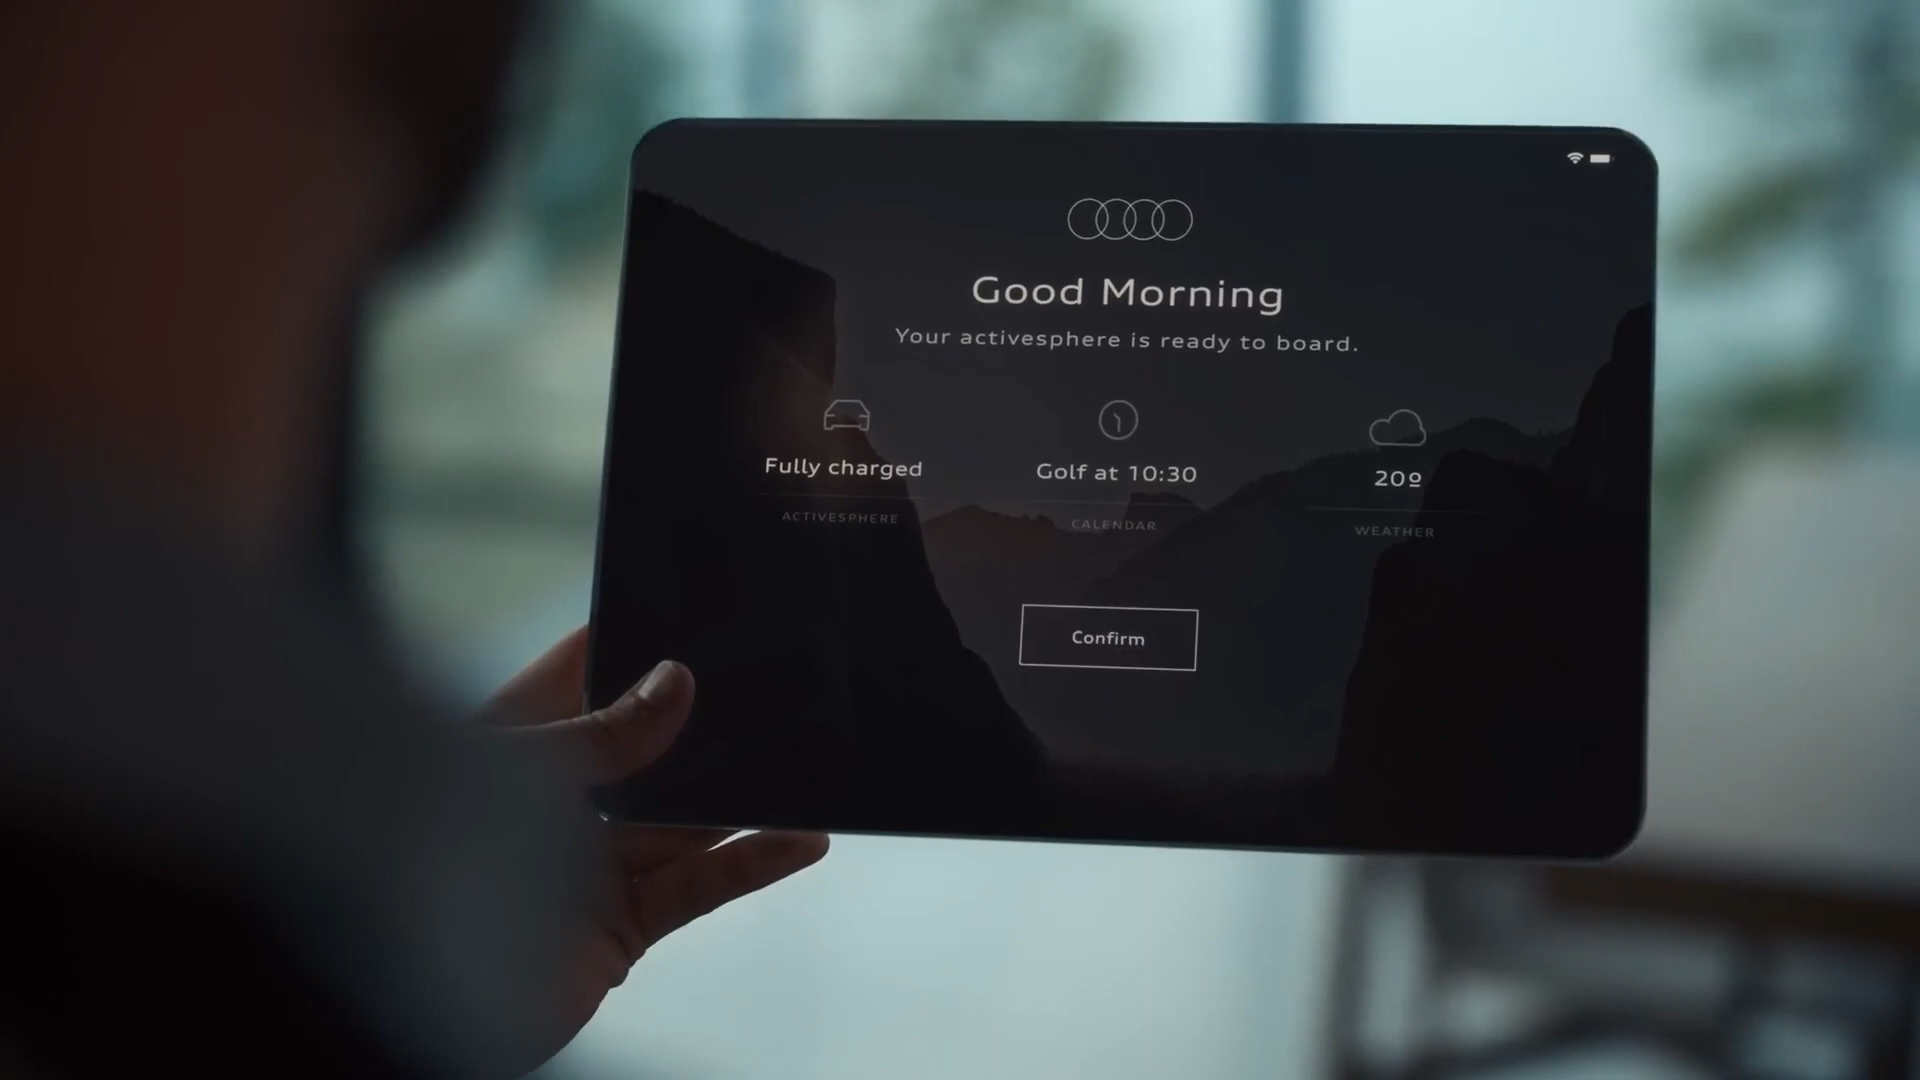 Good Morning
Your activesphere is ready to board.
Fully charged
ACTIVESPHERE
Golf at 10:30
CALENDAR
20º
WEATHER
Confirm